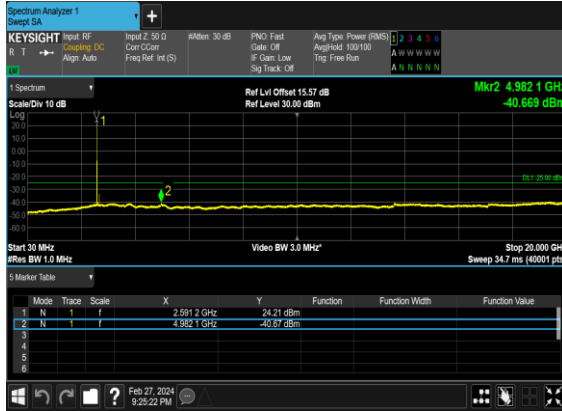 Spectrum Analyzer 1
Swept SA
+
KEYSIGHT Input: RF Input Z: 50 Ω #Atten: 30 dB PNO: Fast Avg Type: Power (RMS) 1 2 3 4 5 6
R T Coupling: DC Corr CCorr Gate: Off Avg|Hold: 100/100 A W W W W W
Align: Auto Freq Ref: Int (S) IF Gain: Low Trig: Free Run
LXI Sig Track: Off A N N N N N
1 Spectrum Ref Lvl Offset 15.57 dB Mkr2 4.982 1 GHz
Scale/Div 10 dB Ref Level 30.00 dBm -40.669 dBm
Log
1
20.0
10.0
0.00
-10.0
-20.0
DL1 -25.00 dBm
-30.0
2
-40.0
-50.0
-60.0
Start 30 MHz Video BW 3.0 MHz* Stop 20.000 GHz
#Res BW 1.0 MHz Sweep 34.7 ms (40001 pts)
5 Marker Table
Mode Trace Scale X Y Function Function Width Function Value
1 N 1 f 2.591 2 GHz 24.21 dBm
2 N 1 f 4.982 1 GHz -40.67 dBm
3
4
5
6
? Feb 27, 2024
9:25:22 PM